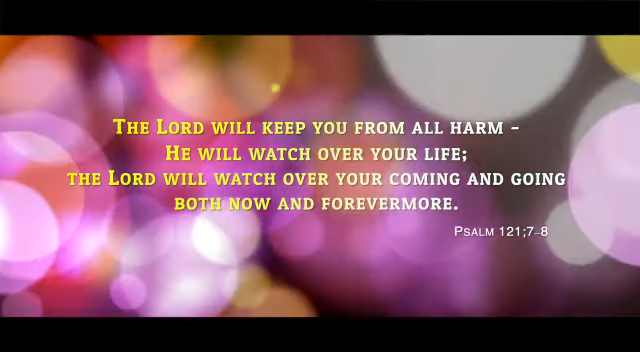 The Lord will keep you from all harm -
He will watch over your life;
the Lord will watch over your coming and going
both now and forevermore.
Psalm 121;7-8